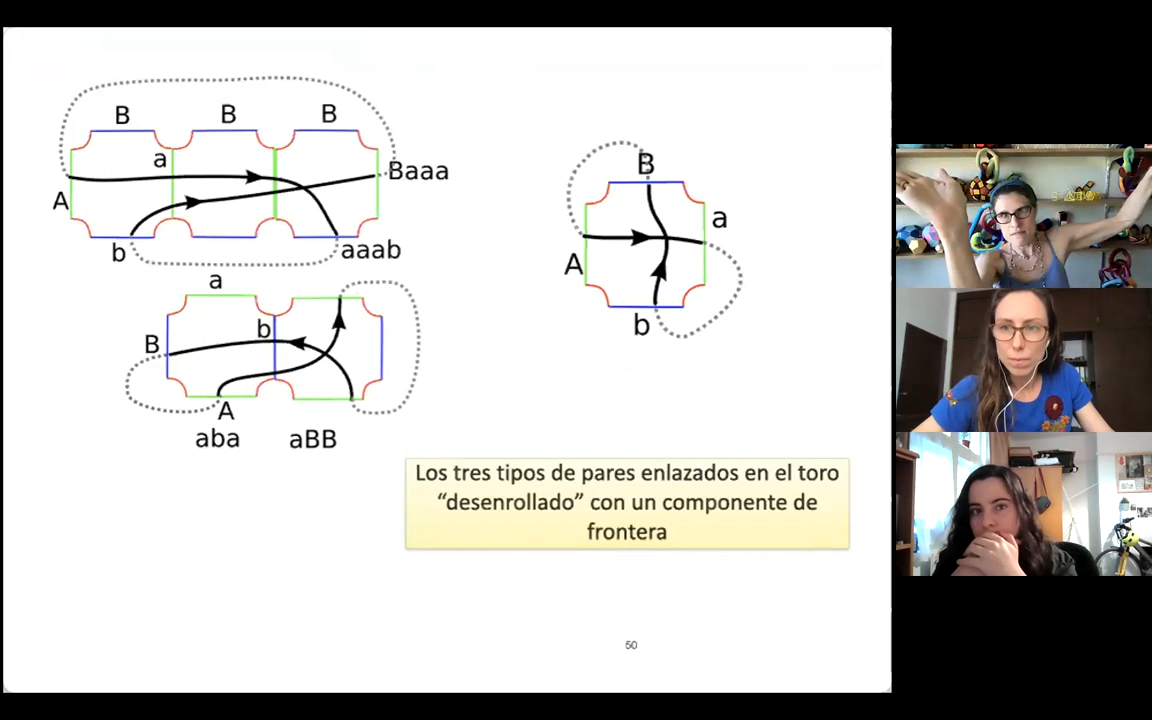 B B B
a
Baaa
A
b
aaab
B
a
A
b
a
b
B
A
aba aBB
Los tres tipos de pares enlazados en el toro
“desenrollado” con un componente de
frontera
50